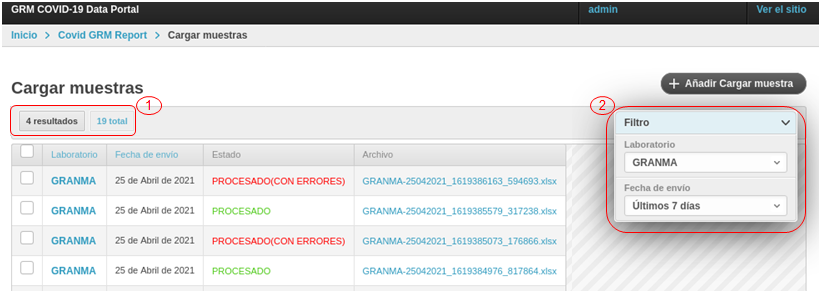 GRM COVID-19 Data Portal admin Ver el sitio
Inicio > Covid GRM Report > Cargar muestras
Cargar muestras
+ Añadir Cargar muestra
1
2
4 resultados 19 total
Filtro
Laboratorio
GRANMA
Fecha de envío
Últimos 7 días
Laboratorio Fecha de envío Estado Archivo
GRANMA 25 de Abril de 2021 PROCESADO(CON ERRORES) GRANMA-25042021_1619386163_594693.xlsx
GRANMA 25 de Abril de 2021 PROCESADO GRANMA-25042021_1619385579_317238.xlsx
GRANMA 25 de Abril de 2021 PROCESADO(CON ERRORES) GRANMA-25042021_1619385073_176866.xlsx
GRANMA 25 de Abril de 2021 PROCESADO GRANMA-25042021_1619384976_817864.xlsx